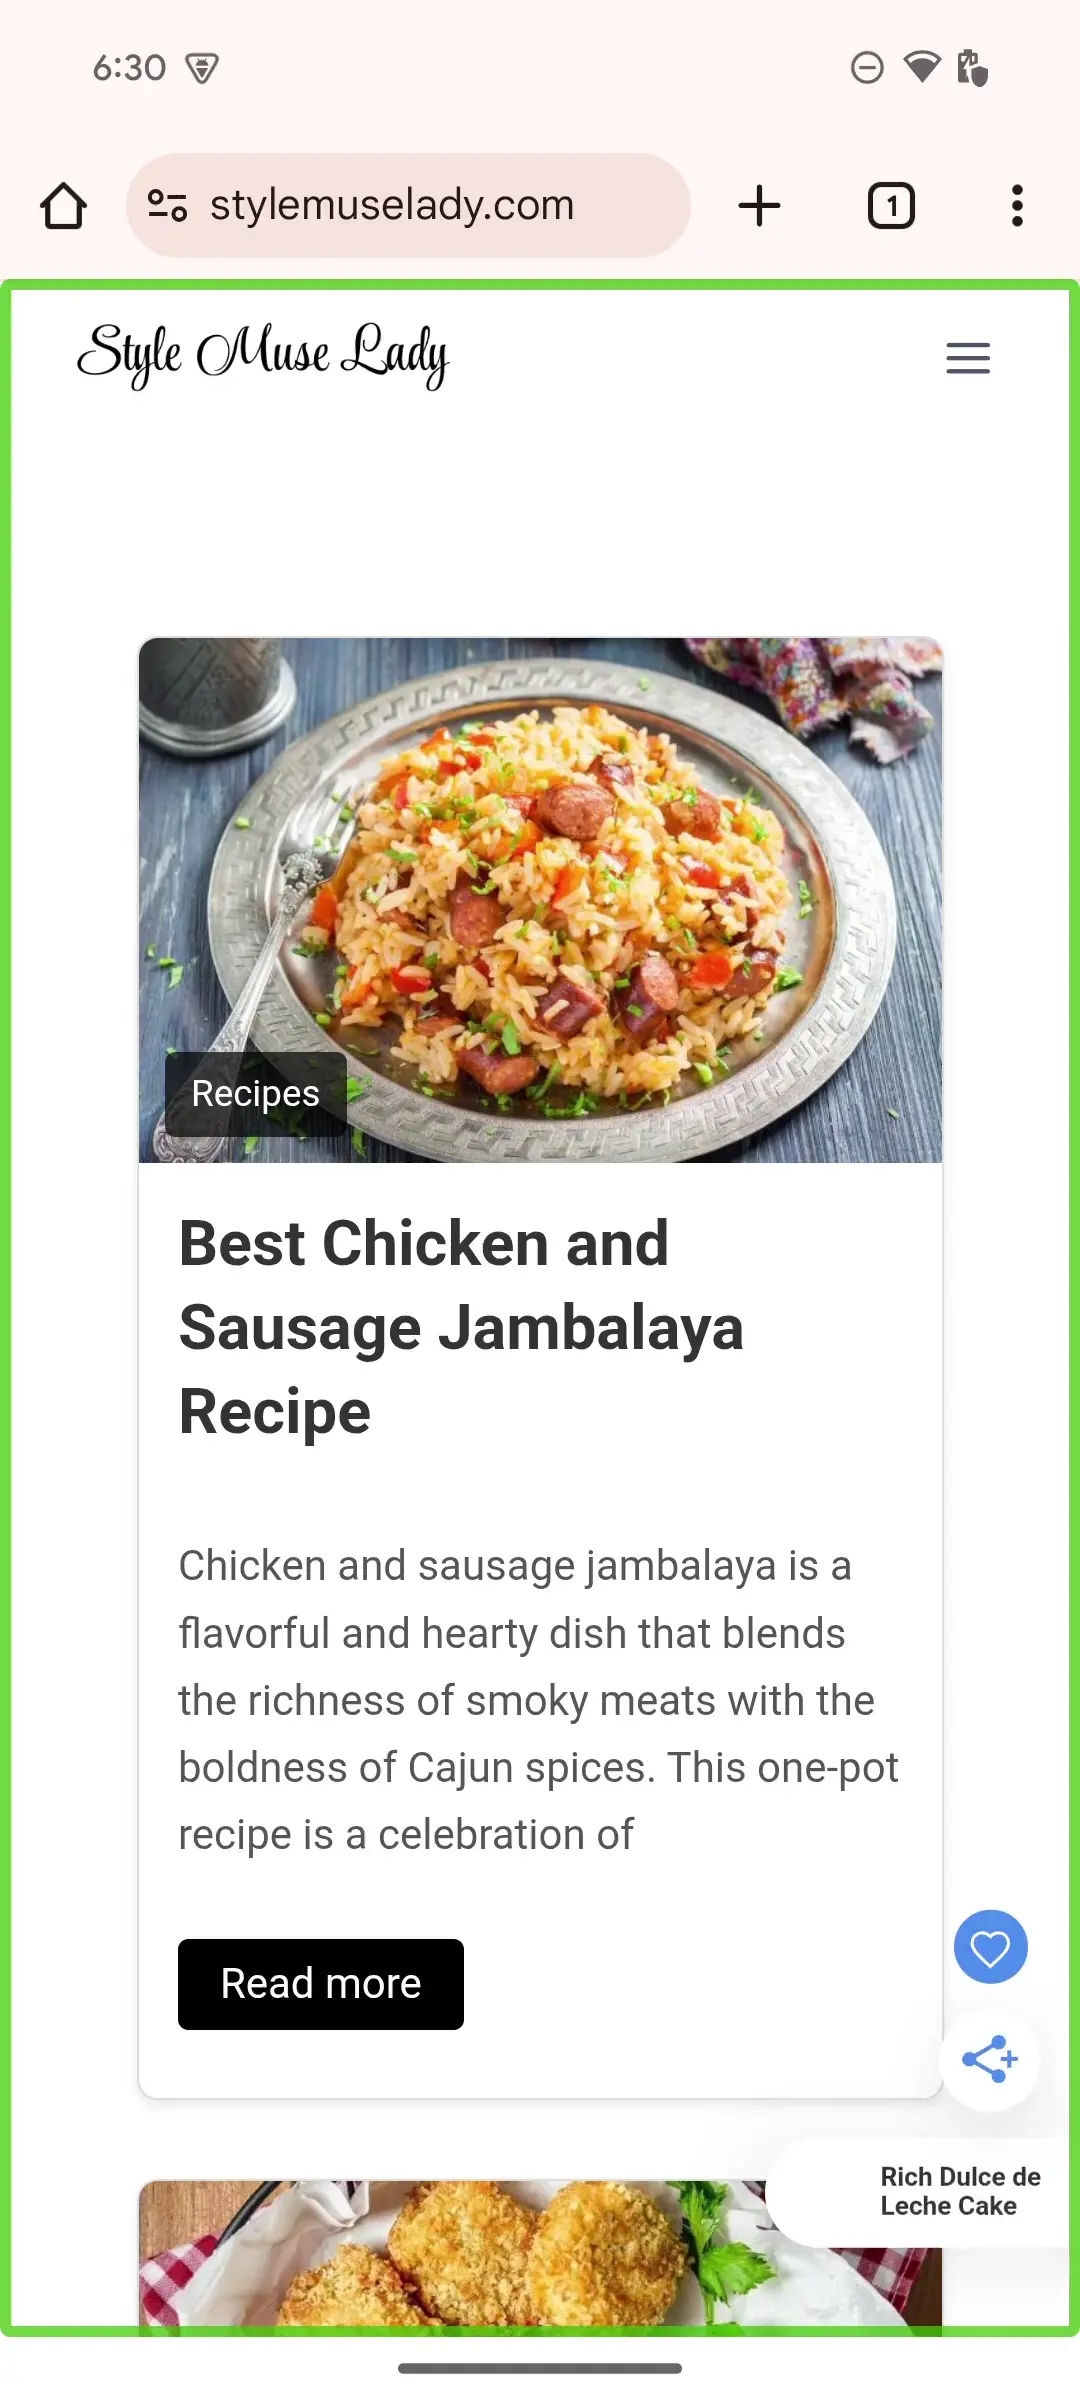 6:30
stylemuselady.com
1
Style Muse Lady
Recipes
Best Chicken and
Sausage Jambalaya
Recipe
Chicken and sausage jambalaya is a
flavorful and hearty dish that blends
the richness of smoky meats with the
boldness of Cajun spices. This one-pot
recipe is a celebration of
Read more
Rich Dulce de
Leche Cake